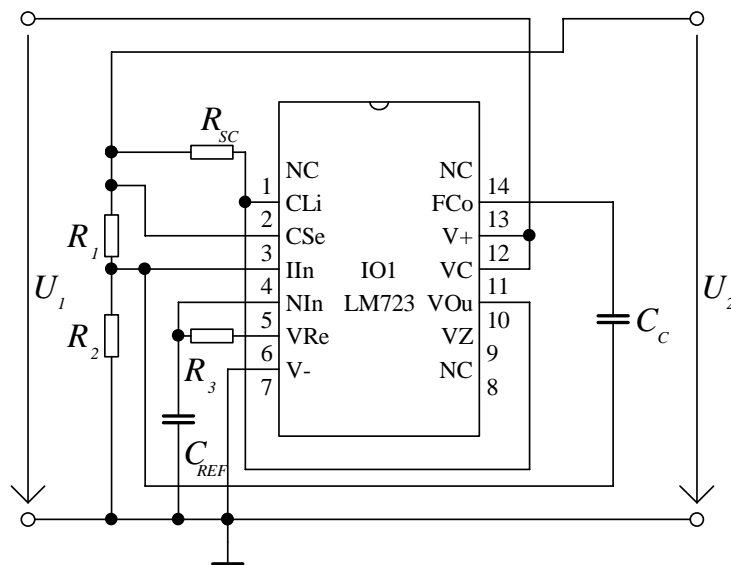 R_SC
NC NC
1 14
CLi FCo
2 13
CSe V+
R_1
3 12
IIn IO1 VC
U_1 4 11 U_2
NIn LM723 VOu
R_2 5 10 C_C
VRe VZ
R_3 6 9
V- NC
7 8
C_REF